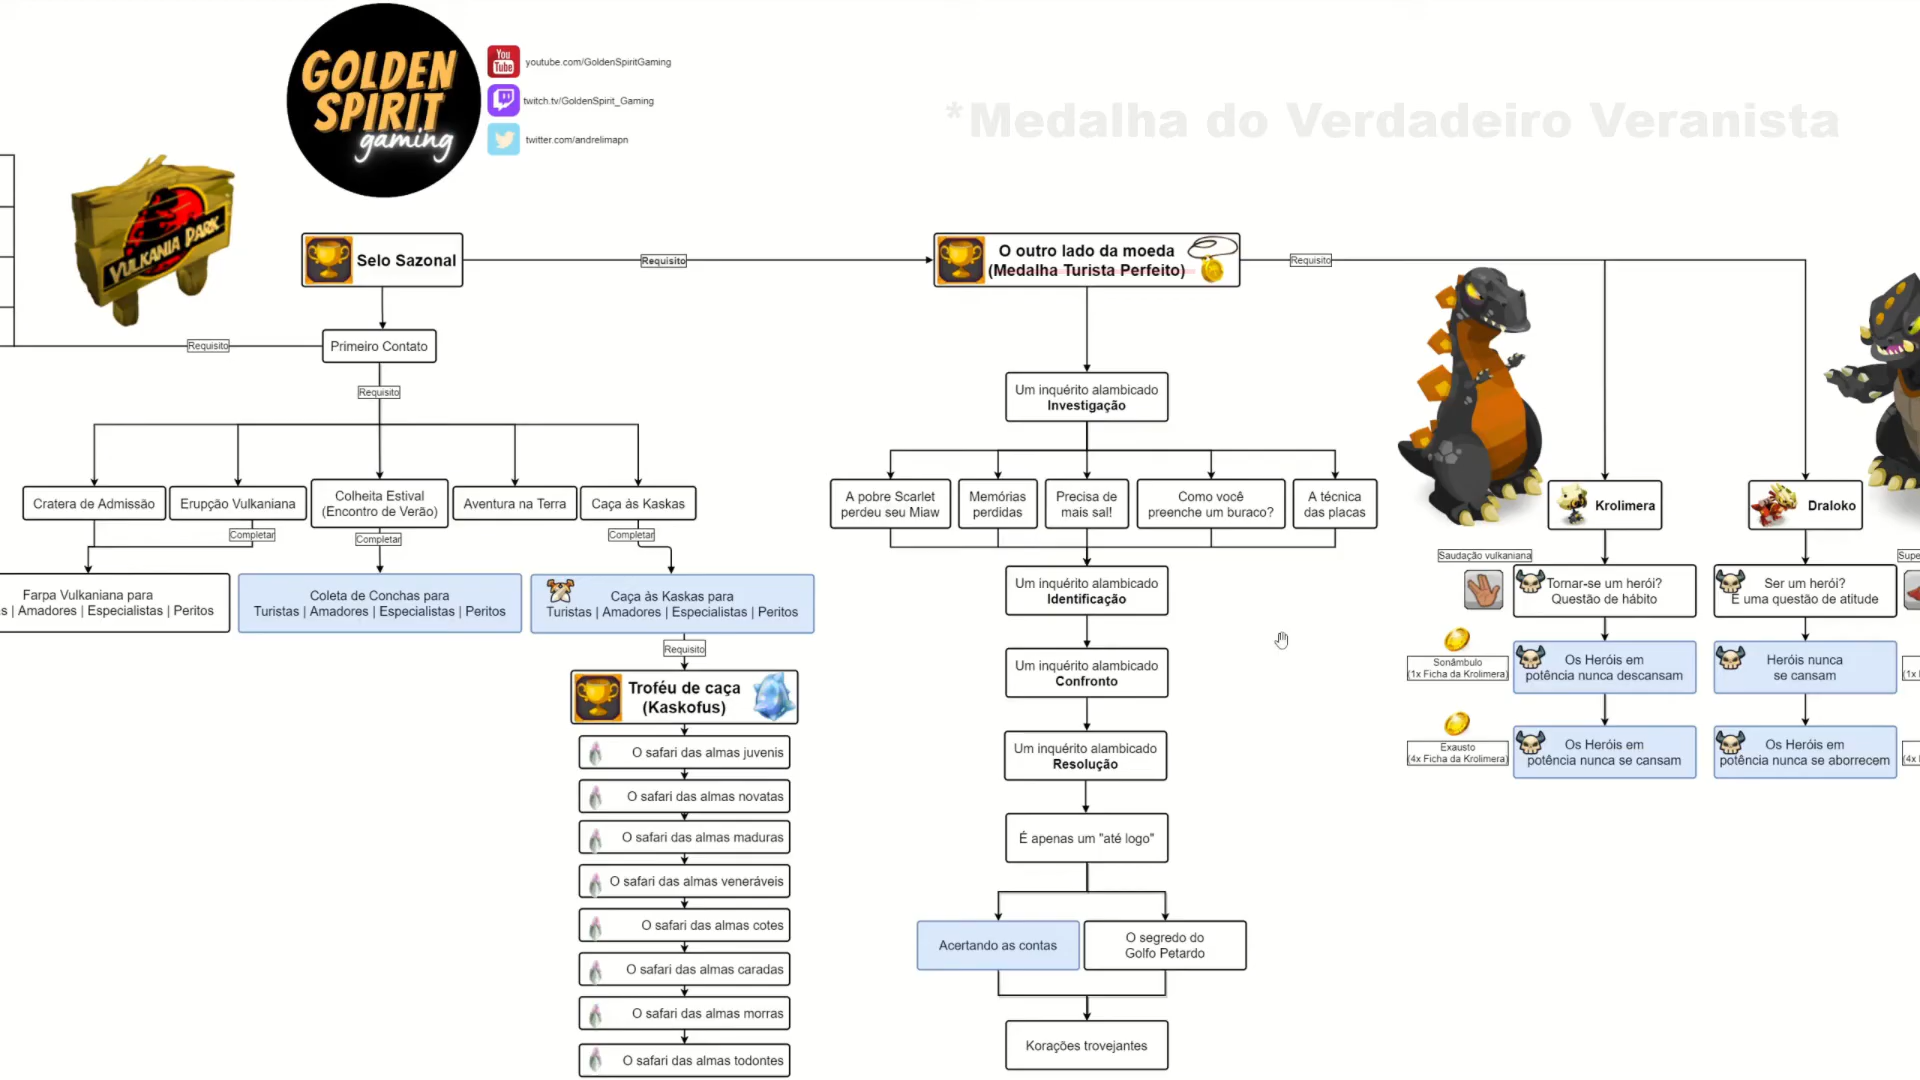 GOLDEN
SPIRIT
gaming
You
Tube
youtube.com/GoldenSpiritGaming
twitch.tv/GoldenSpirit_Gaming
twitter.com/andrelimapn
*Medalha do Verdadeiro Veranista
VULKANIA PARK
Selo Sazonal
Requisito
O outro lado da moeda
(Medalha Turista Perfeito)
Requisito
Requisito
Primeiro Contato
Requisito
Cratera de Admissão
Erupção Vulkaniana
Colheita Estival
(Encontro de Verão)
Aventura na Terra
Caça às Kaskas
Completar
Completar
Completar
Farpa Vulkaniana para
s | Amadores | Especialistas | Peritos
Coleta de Conchas para
Turistas | Amadores | Especialistas | Peritos
Caça às Kaskas para
Turistas | Amadores | Especialistas | Peritos
Requisito
Troféu de caça
(Kaskofus)
O safari das almas juvenis
O safari das almas novatas
O safari das almas maduras
O safari das almas veneráveis
O safari das almas cotes
O safari das almas caradas
O safari das almas morras
O safari das almas todontes
Um inquérito alambicado
Investigação
A pobre Scarlet
perdeu seu Miaw
Memórias
perdidas
Precisa de
mais sal!
Como você
preenche um buraco?
A técnica
das placas
Um inquérito alambicado
Identificação
Um inquérito alambicado
Confronto
Um inquérito alambicado
Resolução
É apenas um "até logo"
Acertando as contas
O segredo do
Golfo Petardo
Korações trovejantes
Krolimera
Saudação vulkaniana
Tornar-se um herói?
Questão de hábito
Sonâmbulo
(1x Ficha da Krolimera)
Os Heróis em
potência nunca descansam
Exausto
(4x Ficha da Krolimera)
Os Heróis em
potência nunca se cansam
Draloko
Supe
Ser um herói?
É uma questão de atitude
Heróis nunca
se cansam
(1x
Os Heróis em
potência nunca se aborrecem
(4x